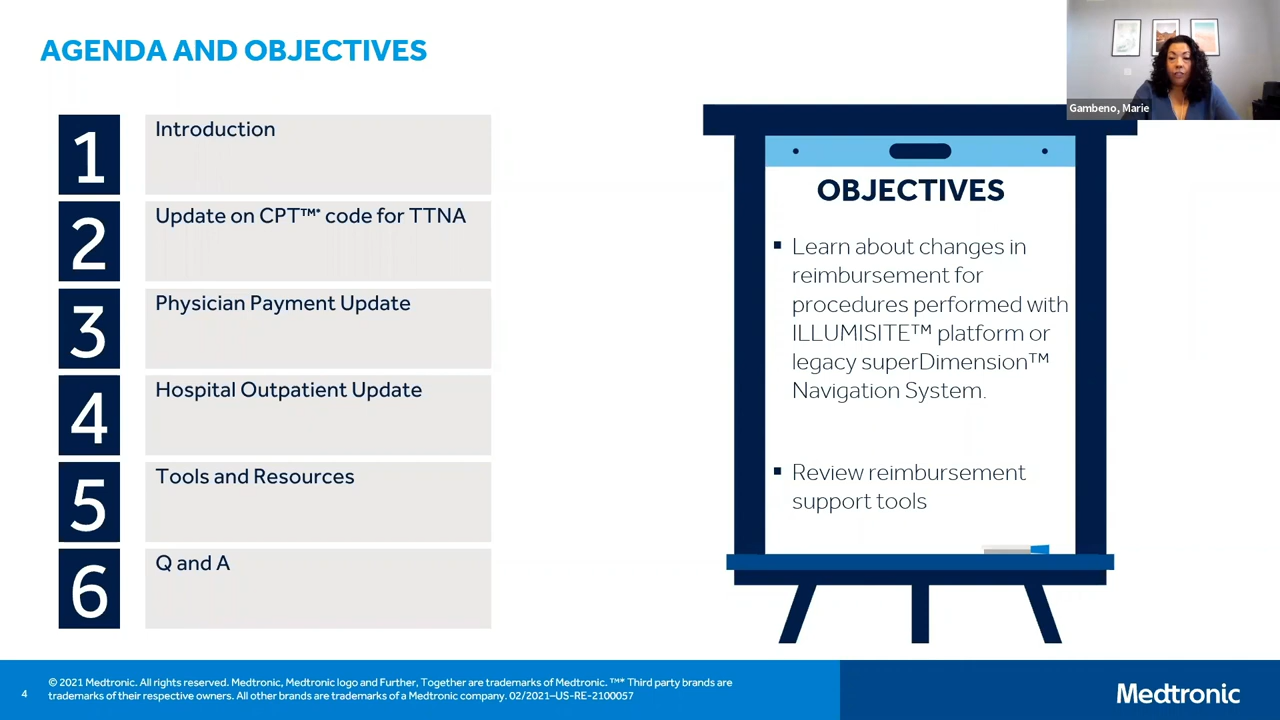 AGENDA AND OBJECTIVES
Gambeno, Marie
1
Introduction
2
Update on CPT™* code for TTNA
3
Physician Payment Update
4
Hospital Outpatient Update
5
Tools and Resources
6
Q and A
OBJECTIVES
▪ Learn about changes in
reimbursement for
procedures performed with
ILLUMISITE™ platform or
legacy superDimension™
Navigation System.
▪ Review reimbursement
support tools
4
© 2021 Medtronic. All rights reserved. Medtronic, Medtronic logo and Further, Together are trademarks of Medtronic. ™* Third party brands are
trademarks of their respective owners. All other brands are trademarks of a Medtronic company. 02/2021–US-RE-2100057
Medtronic